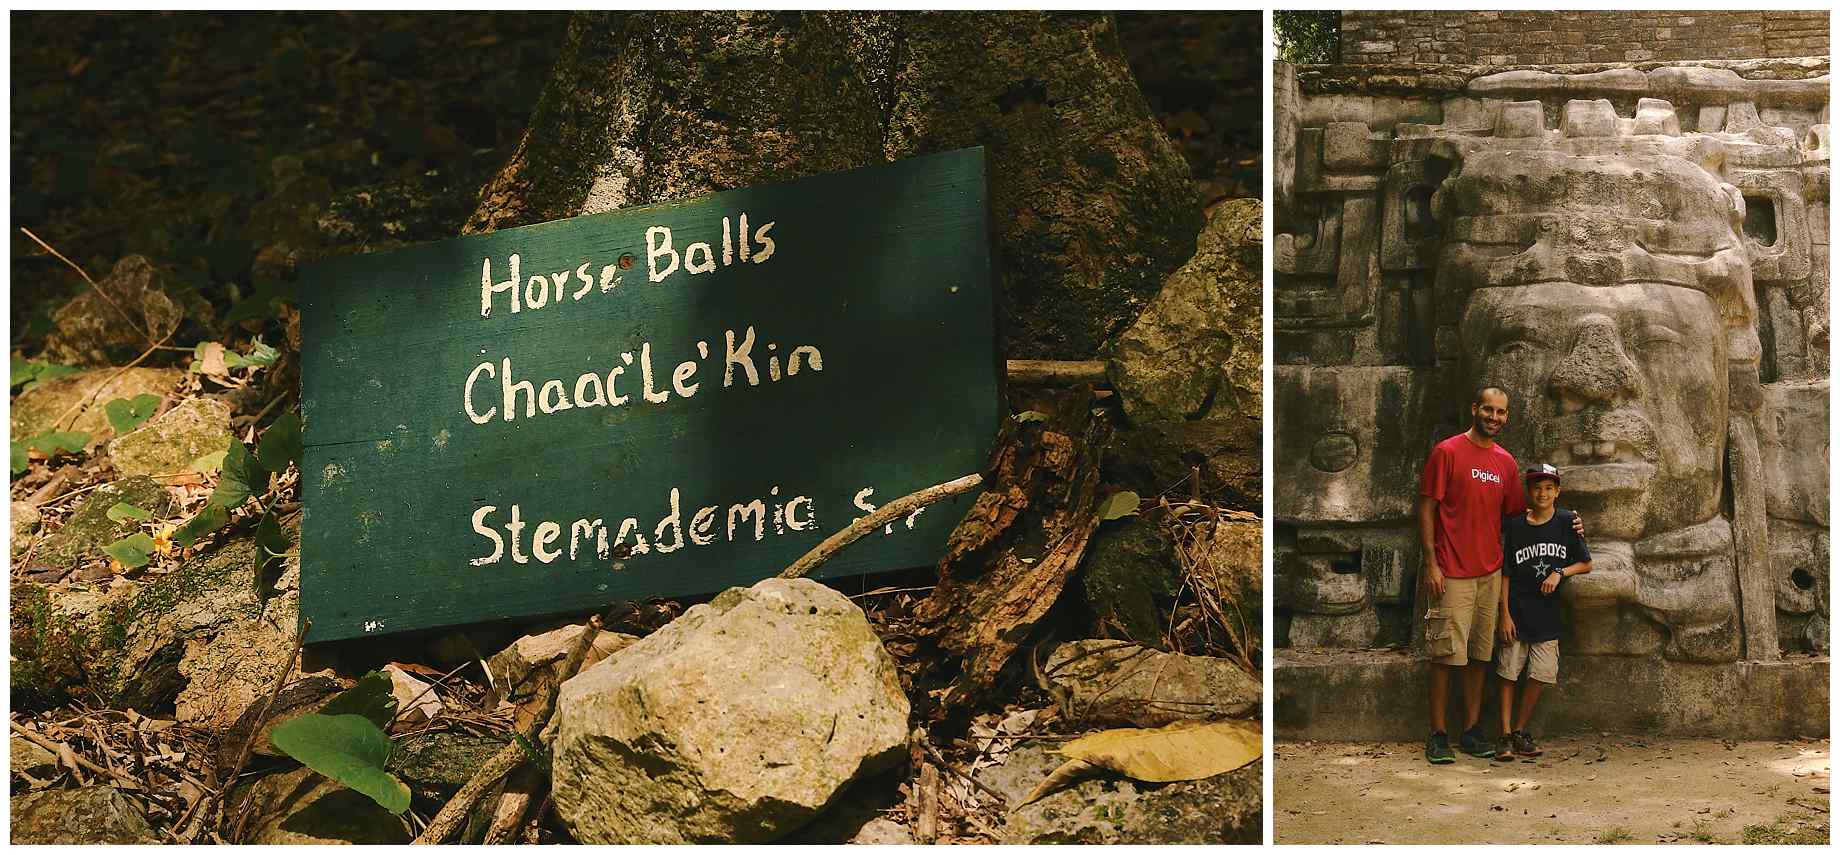 Horse Balls
Chaac'Le'Kin
Stemademia
Digicel
COWBOYS